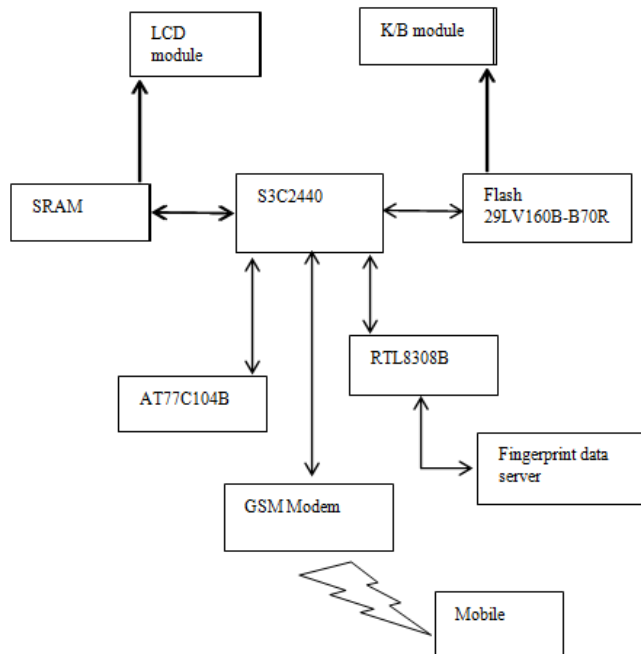 LCD
module
K/B module
SRAM
S3C2440
Flash
29LV160B-B70R
AT77C104B
RTL8308B
Fingerprint data
server
GSM Modem
Mobile